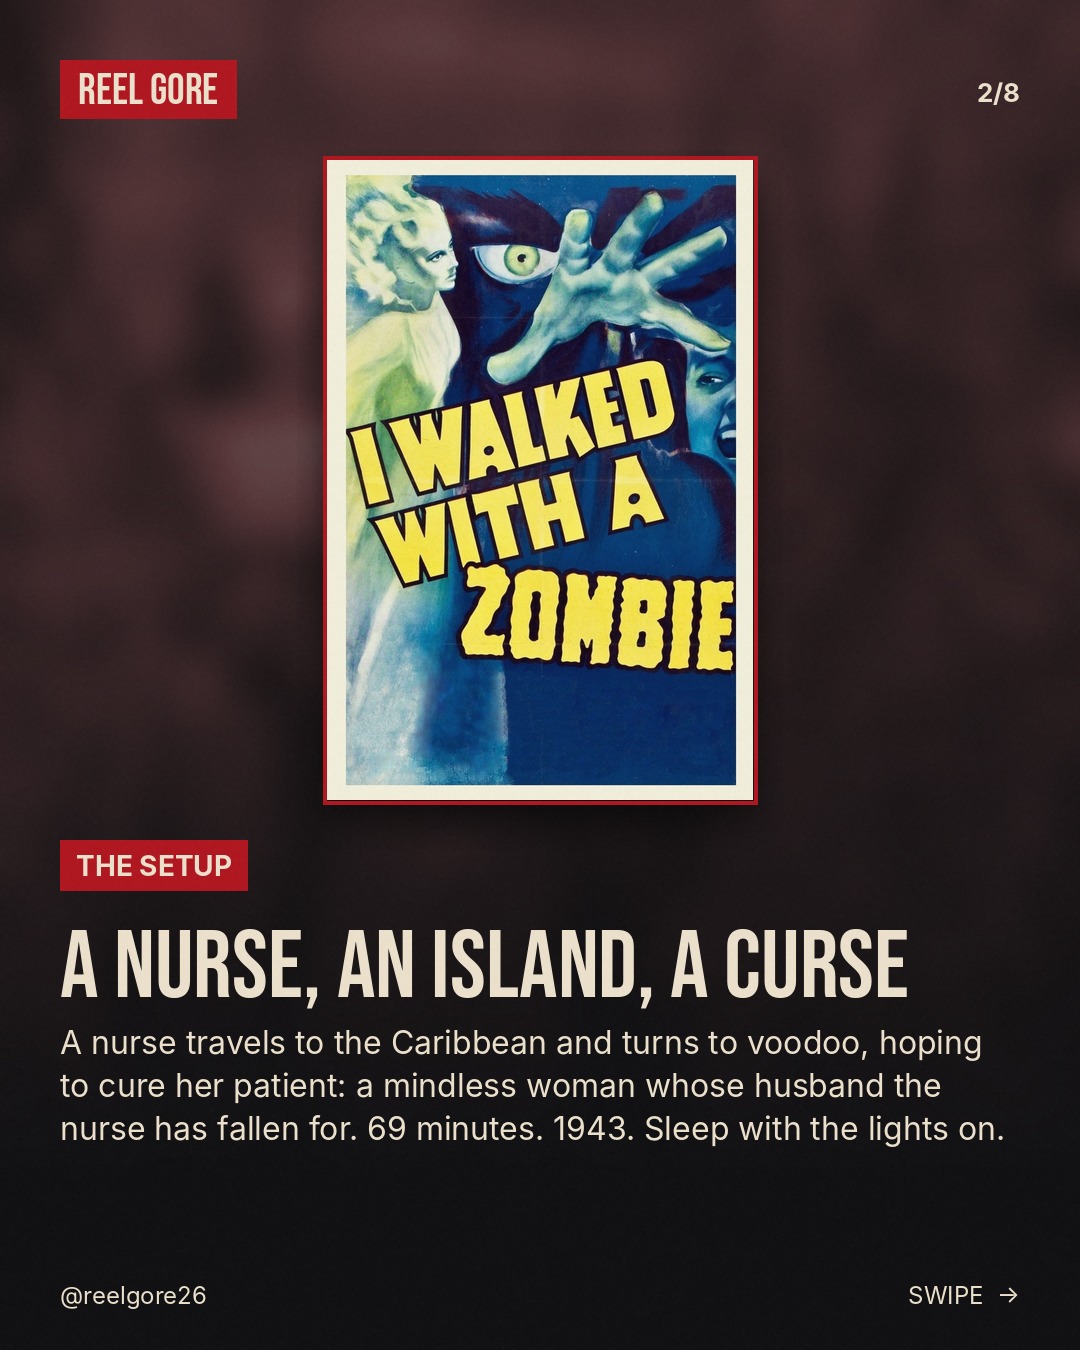 REEL GORE
2/8
I WALKED
WITH A
ZOMBIE
THE SETUP
A NURSE, AN ISLAND, A CURSE
A nurse travels to the Caribbean and turns to voodoo, hoping
to cure her patient: a mindless woman whose husband the
nurse has fallen for. 69 minutes. 1943. Sleep with the lights on.
@reelgore26
SWIPE →